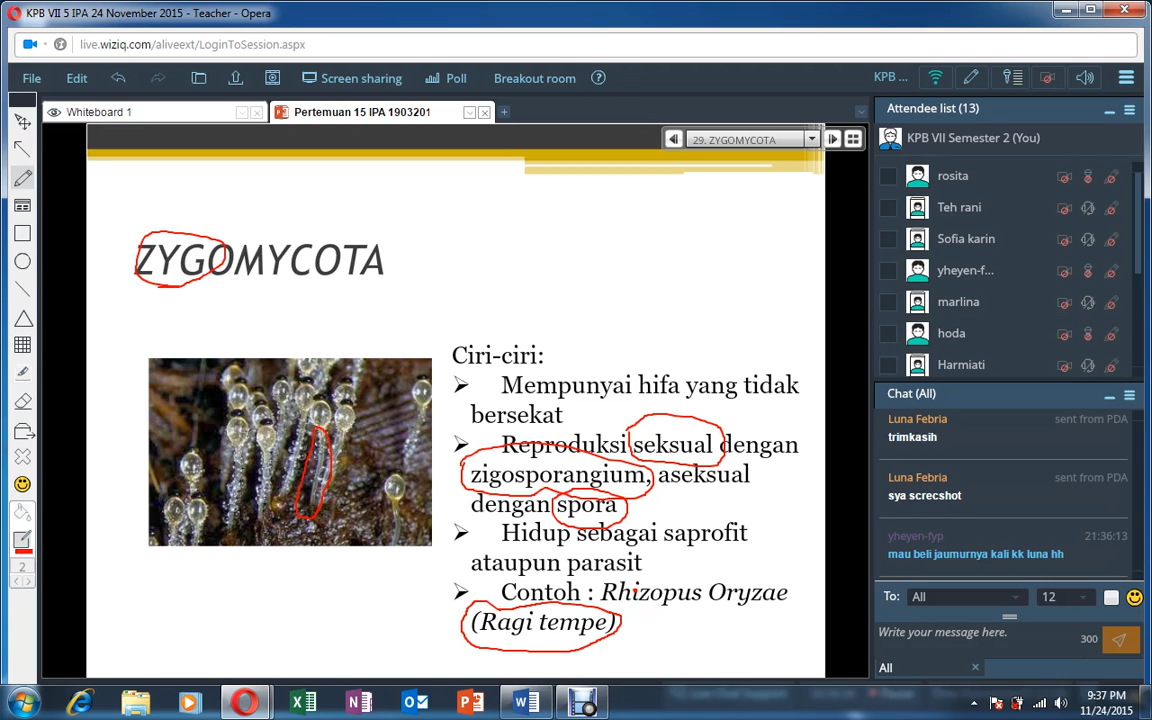 KPB VII 5 IPA 24 November 2015 - Teacher - Opera
live.wiziq.com/aliveext/LoginToSession.aspx
File Edit Screen sharing Poll Breakout room ? KPB ...
Whiteboard 1 Pertemuan 15 IPA 1903201
29. ZYGOMYCOTA
ZYGOMYCOTA
Ciri-ciri:
Mempunyai hifa yang tidak
bersekat
Reproduksi seksual dengan
zigosporangium, aseksual
dengan spora
Hidup sebagai saprofit
ataupun parasit
Contoh : Rhizopus Oryzae
(Ragi tempe)
2
Attendee list (13)
KPB VII Semester 2 (You)
rosita
Teh rani
Sofia karin
yheyen-f...
marlina
hoda
Harmiati
Chat (All)
Luna Febria sent from PDA
trimkasih
Luna Febria sent from PDA
sya screcshot
yheyen-fyp 21:36:13
mau beli jaumurnya kali kk luna hh
To: All 12
Write your message here. 300
All
9:37 PM
11/24/2015